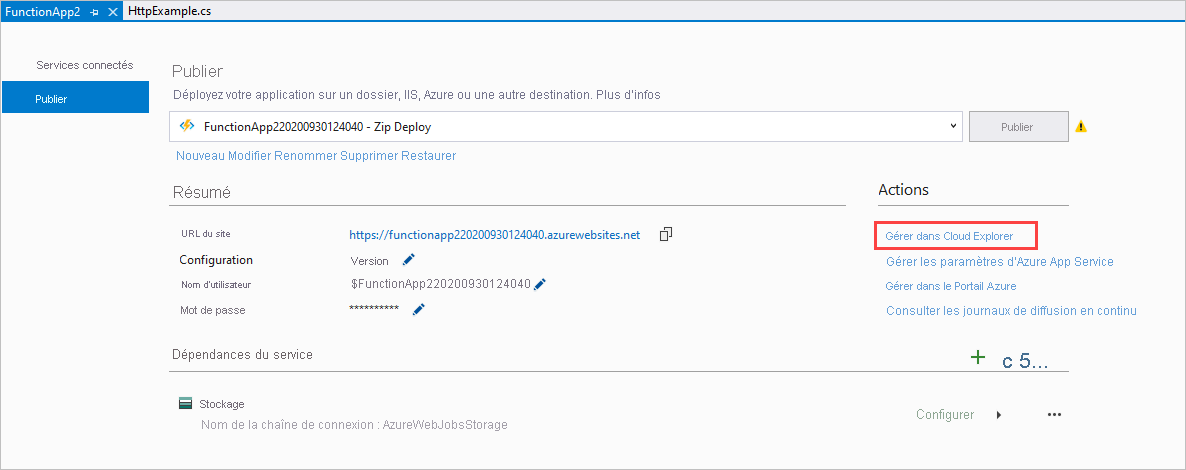 FunctionApp2
HttpExample.cs
Services connectés
Publier
Publier
Déployez votre application sur un dossier, IIS, Azure ou une autre destination. Plus d'infos
FunctionApp220200930124040 - Zip Deploy
Publier
Nouveau Modifier Renommer Supprimer Restaurer
Résumé
URL du site
https://functionapp220200930124040.azurewebsites.net
Configuration
Version
Nom d'utilisateur
$FunctionApp220200930124040
Mot de passe
**********
Actions
Gérer dans Cloud Explorer
Gérer les paramètres d'Azure App Service
Gérer dans le Portail Azure
Consulter les journaux de diffusion en continu
Dépendances du service
c 5...
Stockage
Nom de la chaîne de connexion : AzureWebJobsStorage
Configurer